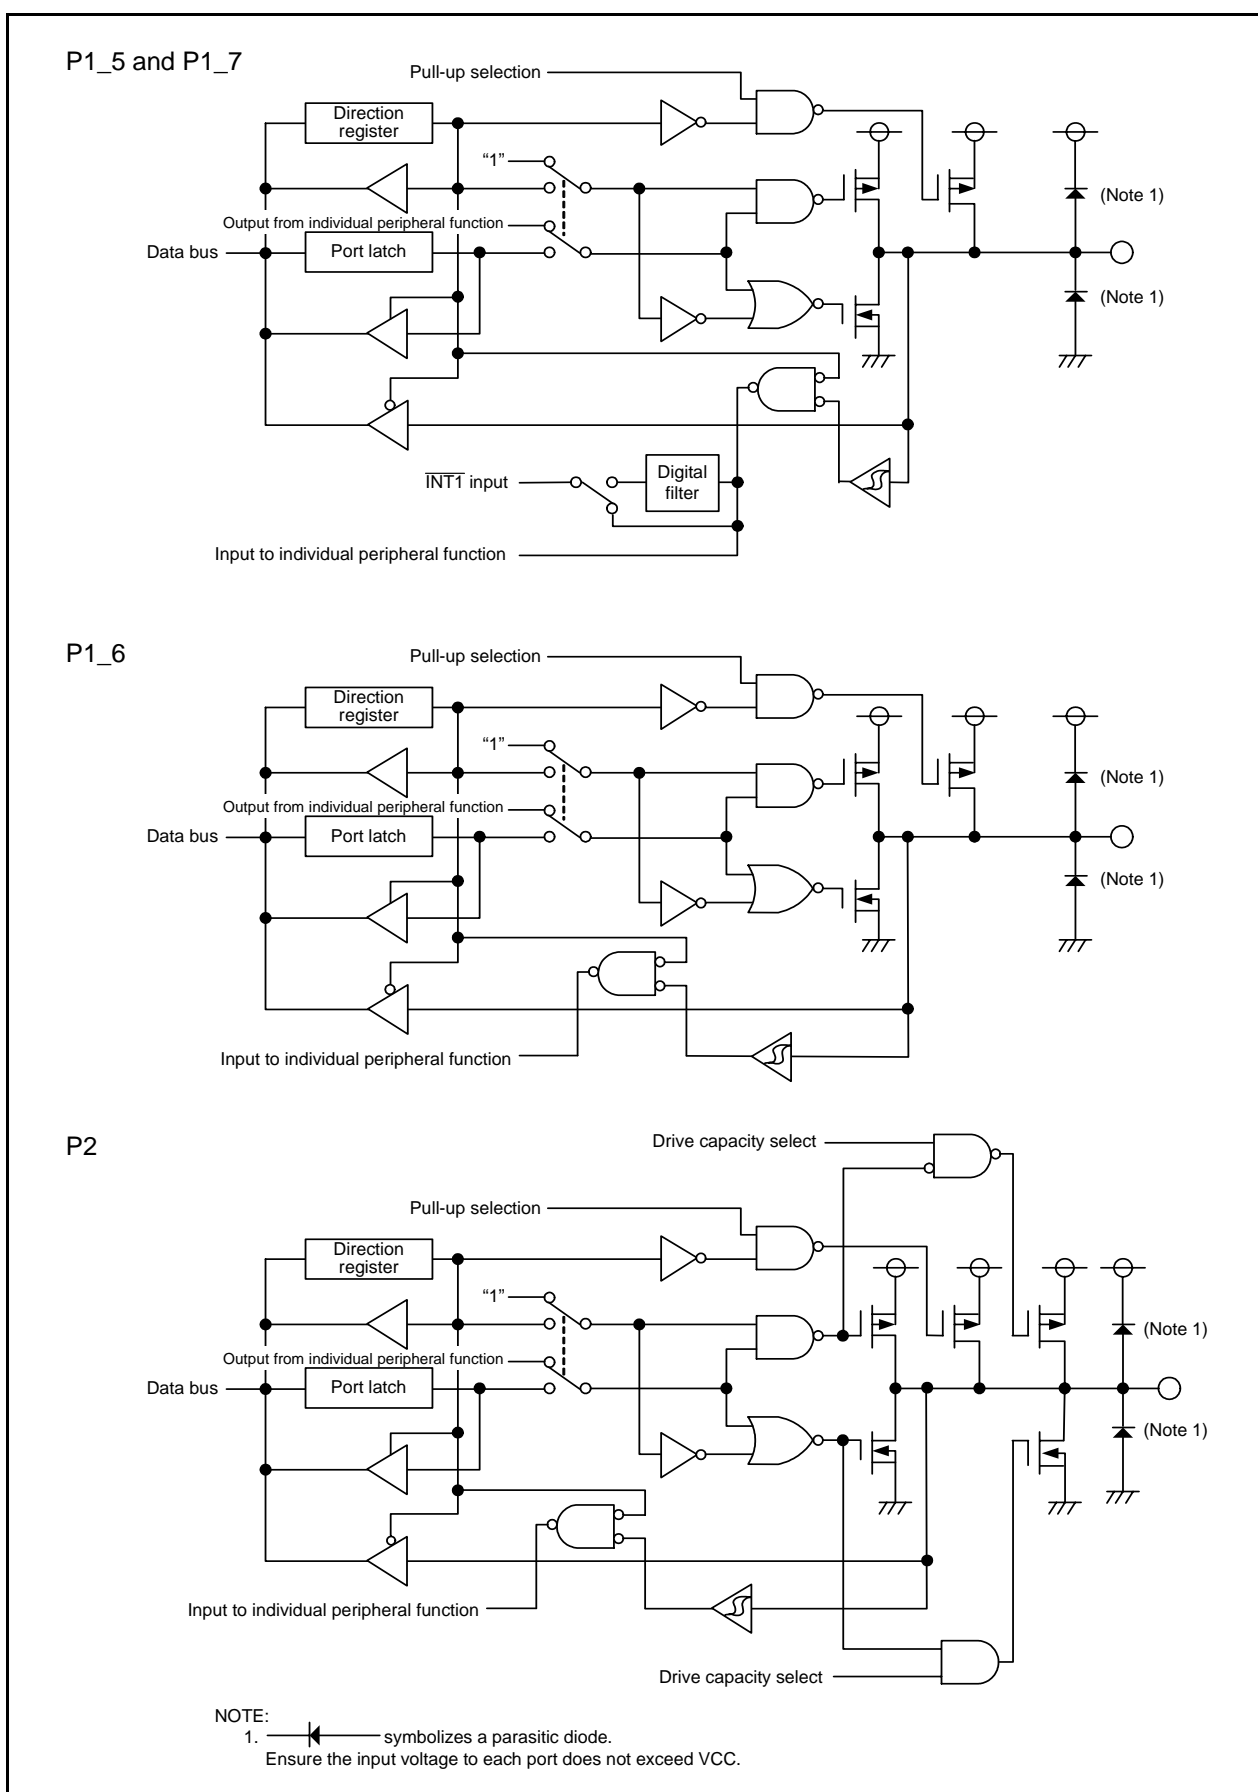 P1_5 and P1_7
Pull-up selection
Direction
register
“1”
(Note 1)
Output from individual peripheral function
Data bus
Port latch
(Note 1)
INT1 input
Digital
filter
Input to individual peripheral function
P1_6
Pull-up selection
Direction
register
“1”
(Note 1)
Output from individual peripheral function
Data bus
Port latch
(Note 1)
Input to individual peripheral function
P2
Drive capacity select
Pull-up selection
Direction
register
“1”
(Note 1)
Output from individual peripheral function
Data bus
Port latch
(Note 1)
Input to individual peripheral function
Drive capacity select
NOTE:
1. symbolizes a parasitic diode.
Ensure the input voltage to each port does not exceed VCC.